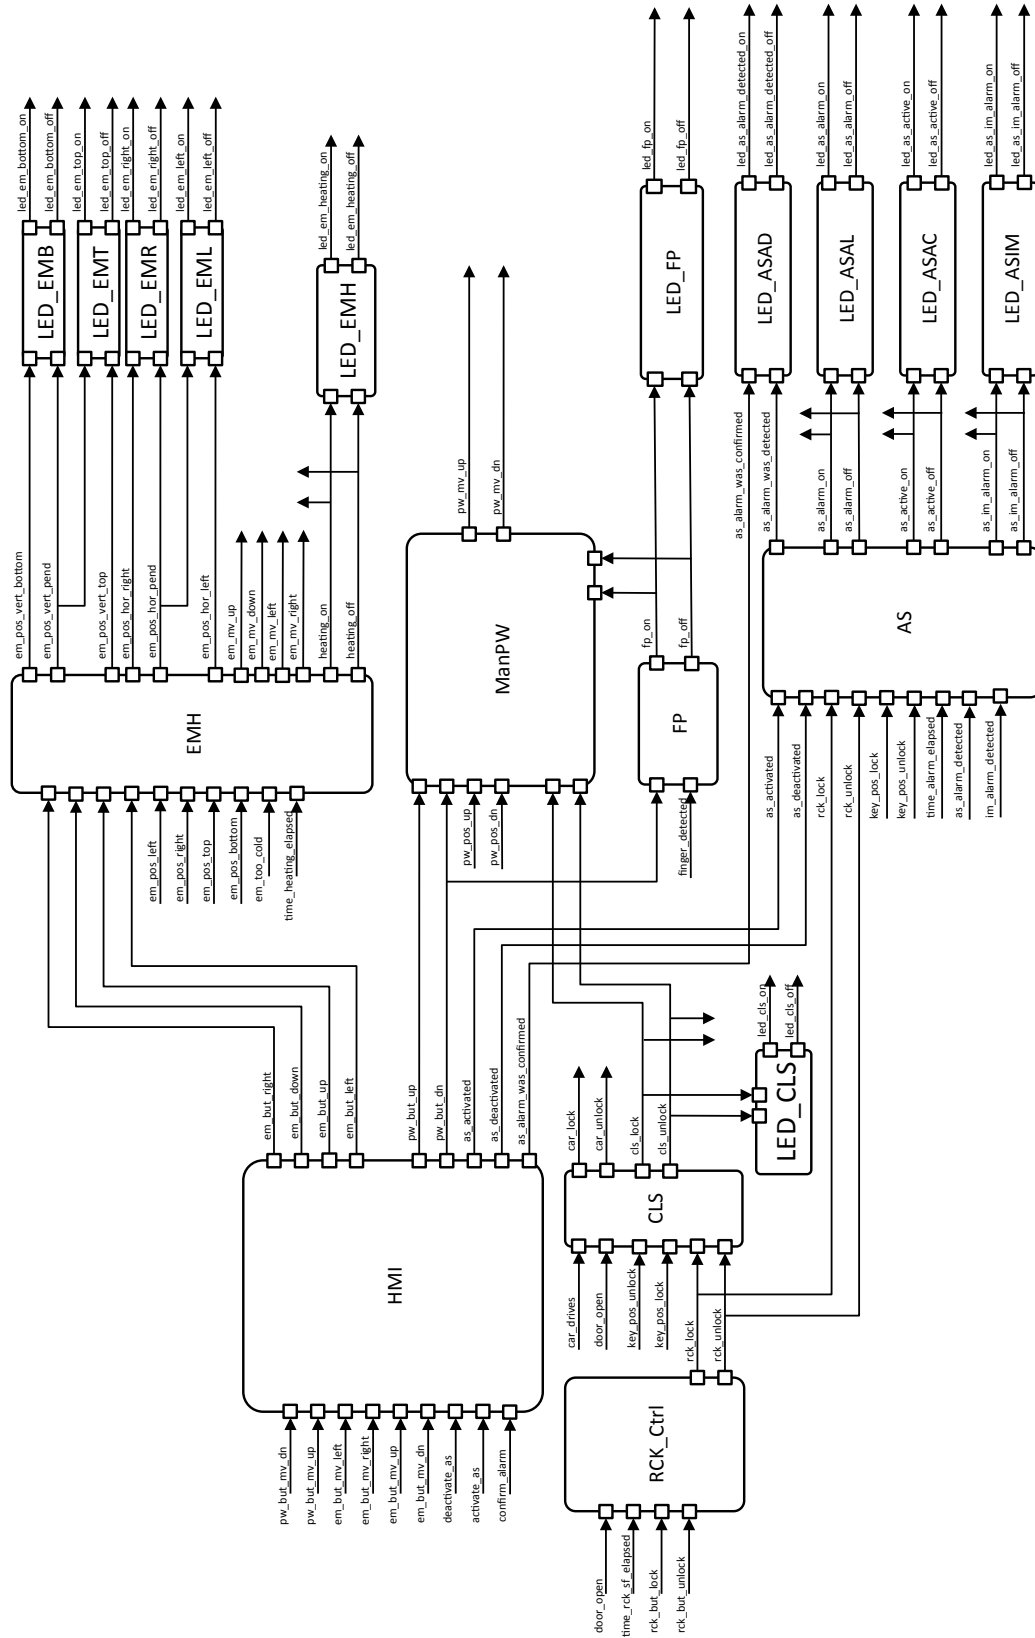 pw_but_mv_dn
pw_but_mv_up
em_but_mv_left
em_but_mv_right
em_but_mv_up
em_but_mv_dn
deactivate_as
activate_as
confirm_alarm
HMI
em_but_right
em_but_down
em_but_up
em_but_left
pw_but_up
pw_but_dn
as_activated
as_deactivated
as_alarm_was_confirmed
door_open
time_rck_sf_elapsed
rck_but_lock
rck_but_unlock
RCK_Ctrl
rck_lock
rck_unlock
car_drives
door_open
key_pos_unlock
key_pos_lock
CLS
car_lock
car_unlock
cls_lock
cls_unlock
LED_CLS
led_cls_on
led_cls_off
em_pos_left
em_pos_right
em_pos_top
em_pos_bottom
em_too_cold
time_heating_elapsed
EMH
em_pos_vert_bottom
em_pos_vert_pend
em_pos_vert_top
em_pos_hor_right
em_pos_hor_pend
em_pos_hor_left
em_mv_up
em_mv_down
em_mv_left
em_mv_right
heating_on
heating_off
LED_EMB
LED_EMT
LED_EMR
LED_EML
led_em_bottom_on
led_em_bottom_off
led_em_top_on
led_em_top_off
led_em_right_on
led_em_right_off
led_em_left_on
led_em_left_off
LED_EMH
led_em_heating_on
led_em_heating_off
pw_pos_up
pw_pos_dn
ManPW
pw_mv_up
pw_mv_dn
finger_detected
FP
fp_on
fp_off
LED_FP
led_fp_on
led_fp_off
as_activated
as_deactivated
rck_lock
rck_unlock
key_pos_lock
key_pos_unlock
time_alarm_elapsed
as_alarm_detected
im_alarm_detected
AS
as_alarm_was_confirmed
as_alarm_was_detected
as_alarm_on
as_alarm_off
as_active_on
as_active_off
as_im_alarm_on
as_im_alarm_off
LED_ASAD
LED_ASAL
LED_ASAC
LED_ASIM
led_as_alarm_detected_on
led_as_alarm_detected_off
led_as_alarm_on
led_as_alarm_off
led_as_active_on
led_as_active_off
led_as_im_alarm_on
led_as_im_alarm_off